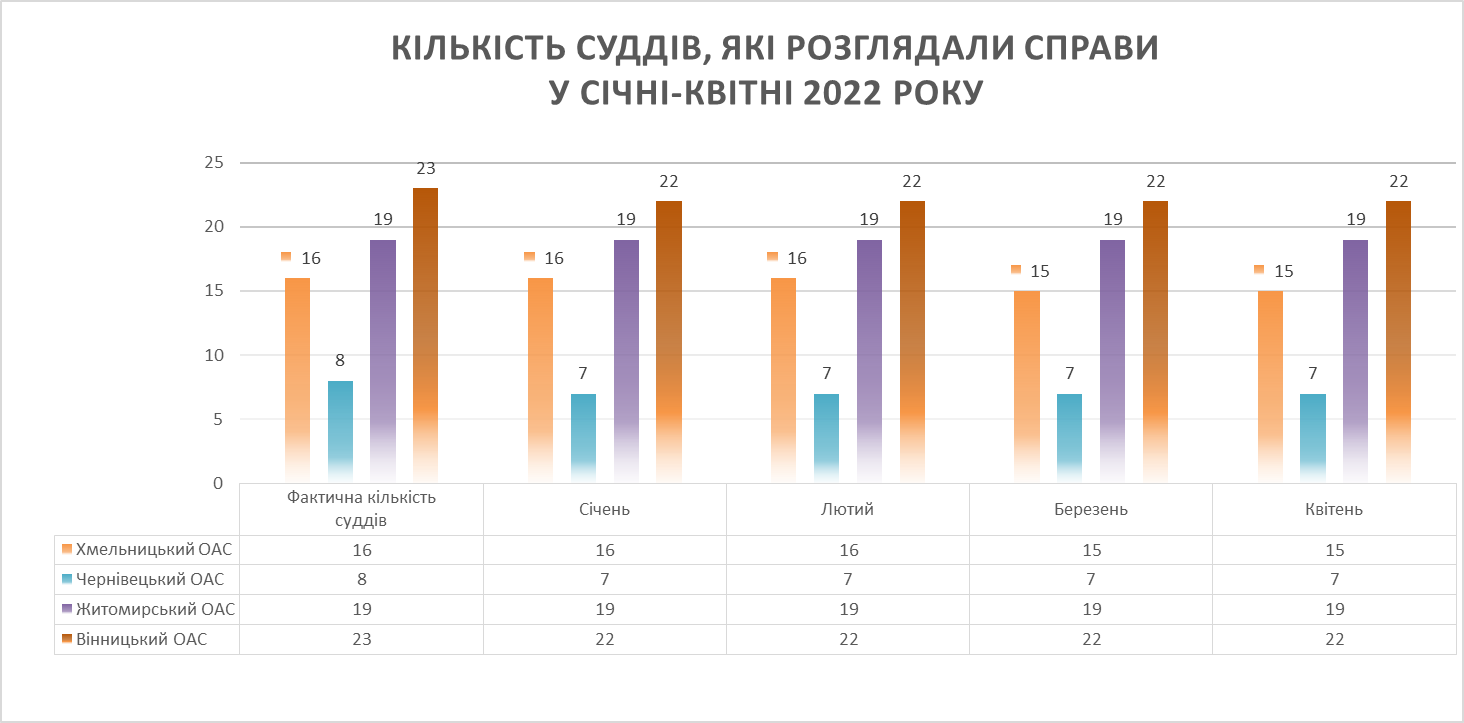 КІЛЬКІСТЬ СУДДІВ, ЯКІ РОЗГЛЯДАЛИ СПРАВИ
У СІЧНІ-КВІТНІ 2022 РОКУ
25
20
15
10
5
0
16 8 19 23
16 7 19 22
16 7 19 22
15 7 19 22
15 7 19 22
Фактична кількість
суддів
Січень Лютий Березень Квітень
Хмельницький ОАС 16 16 16 15 15
Чернівецький ОАС 8 7 7 7 7
Житомирський ОАС 19 19 19 19 19
Вінницький ОАС 23 22 22 22 22